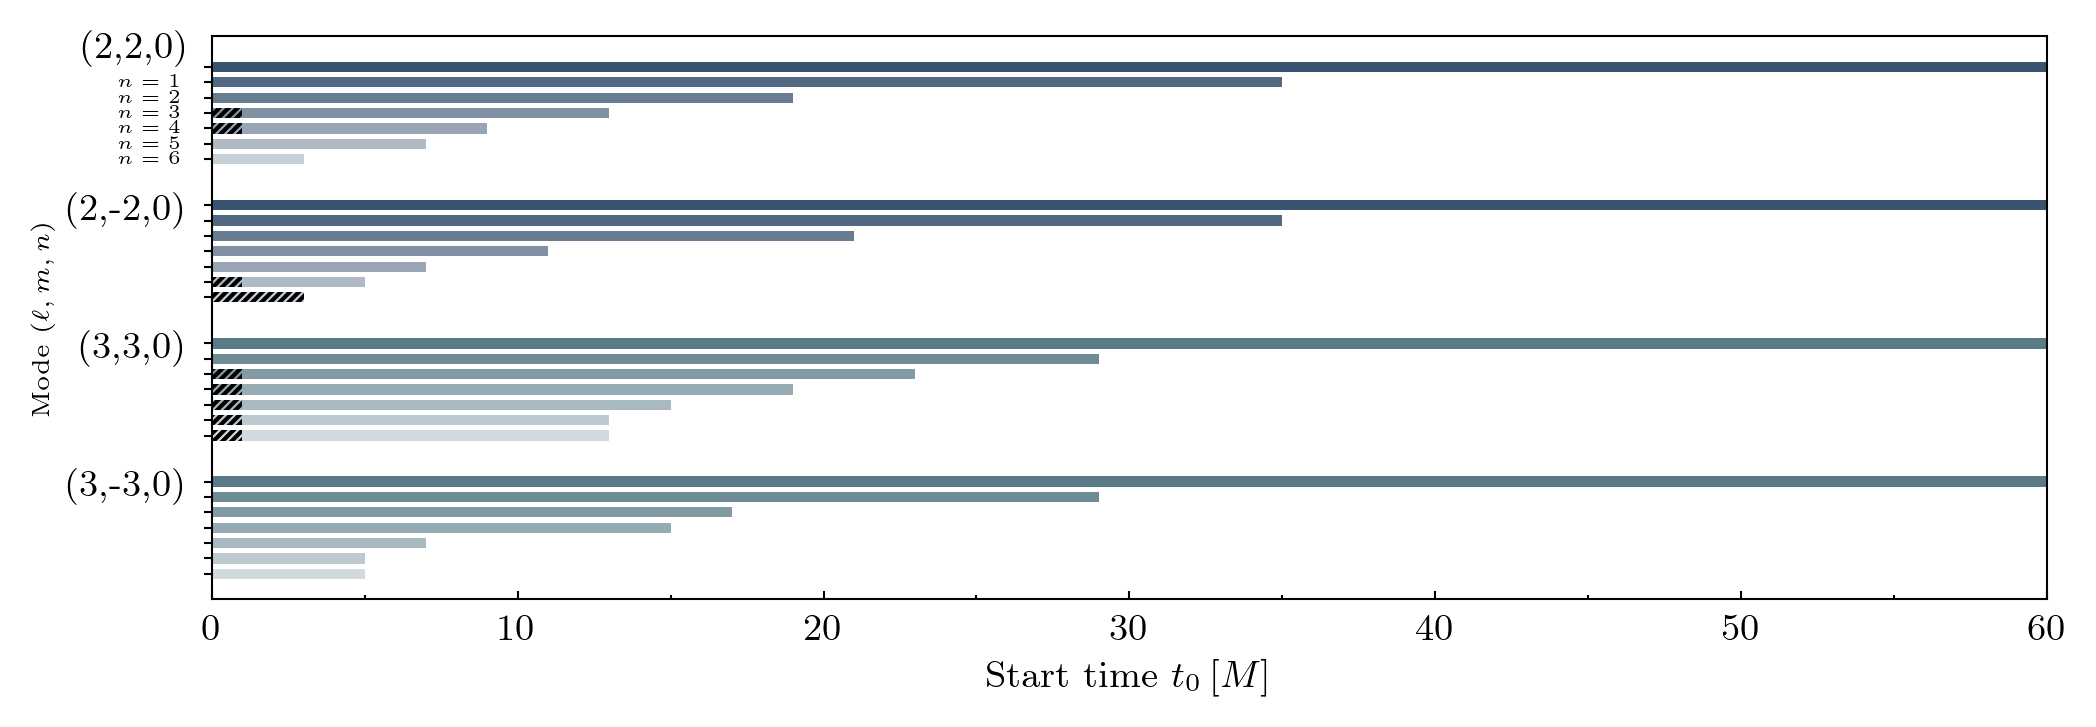 (2,2,0)
n = 1
n = 2
n = 3
n = 4
n = 5
n = 6
(2,-2,0)
(3,3,0)
(3,-3,0)
Mode (ℓ, m, n)
0 10 20 30 40 50 60
Start time t₀ [M]